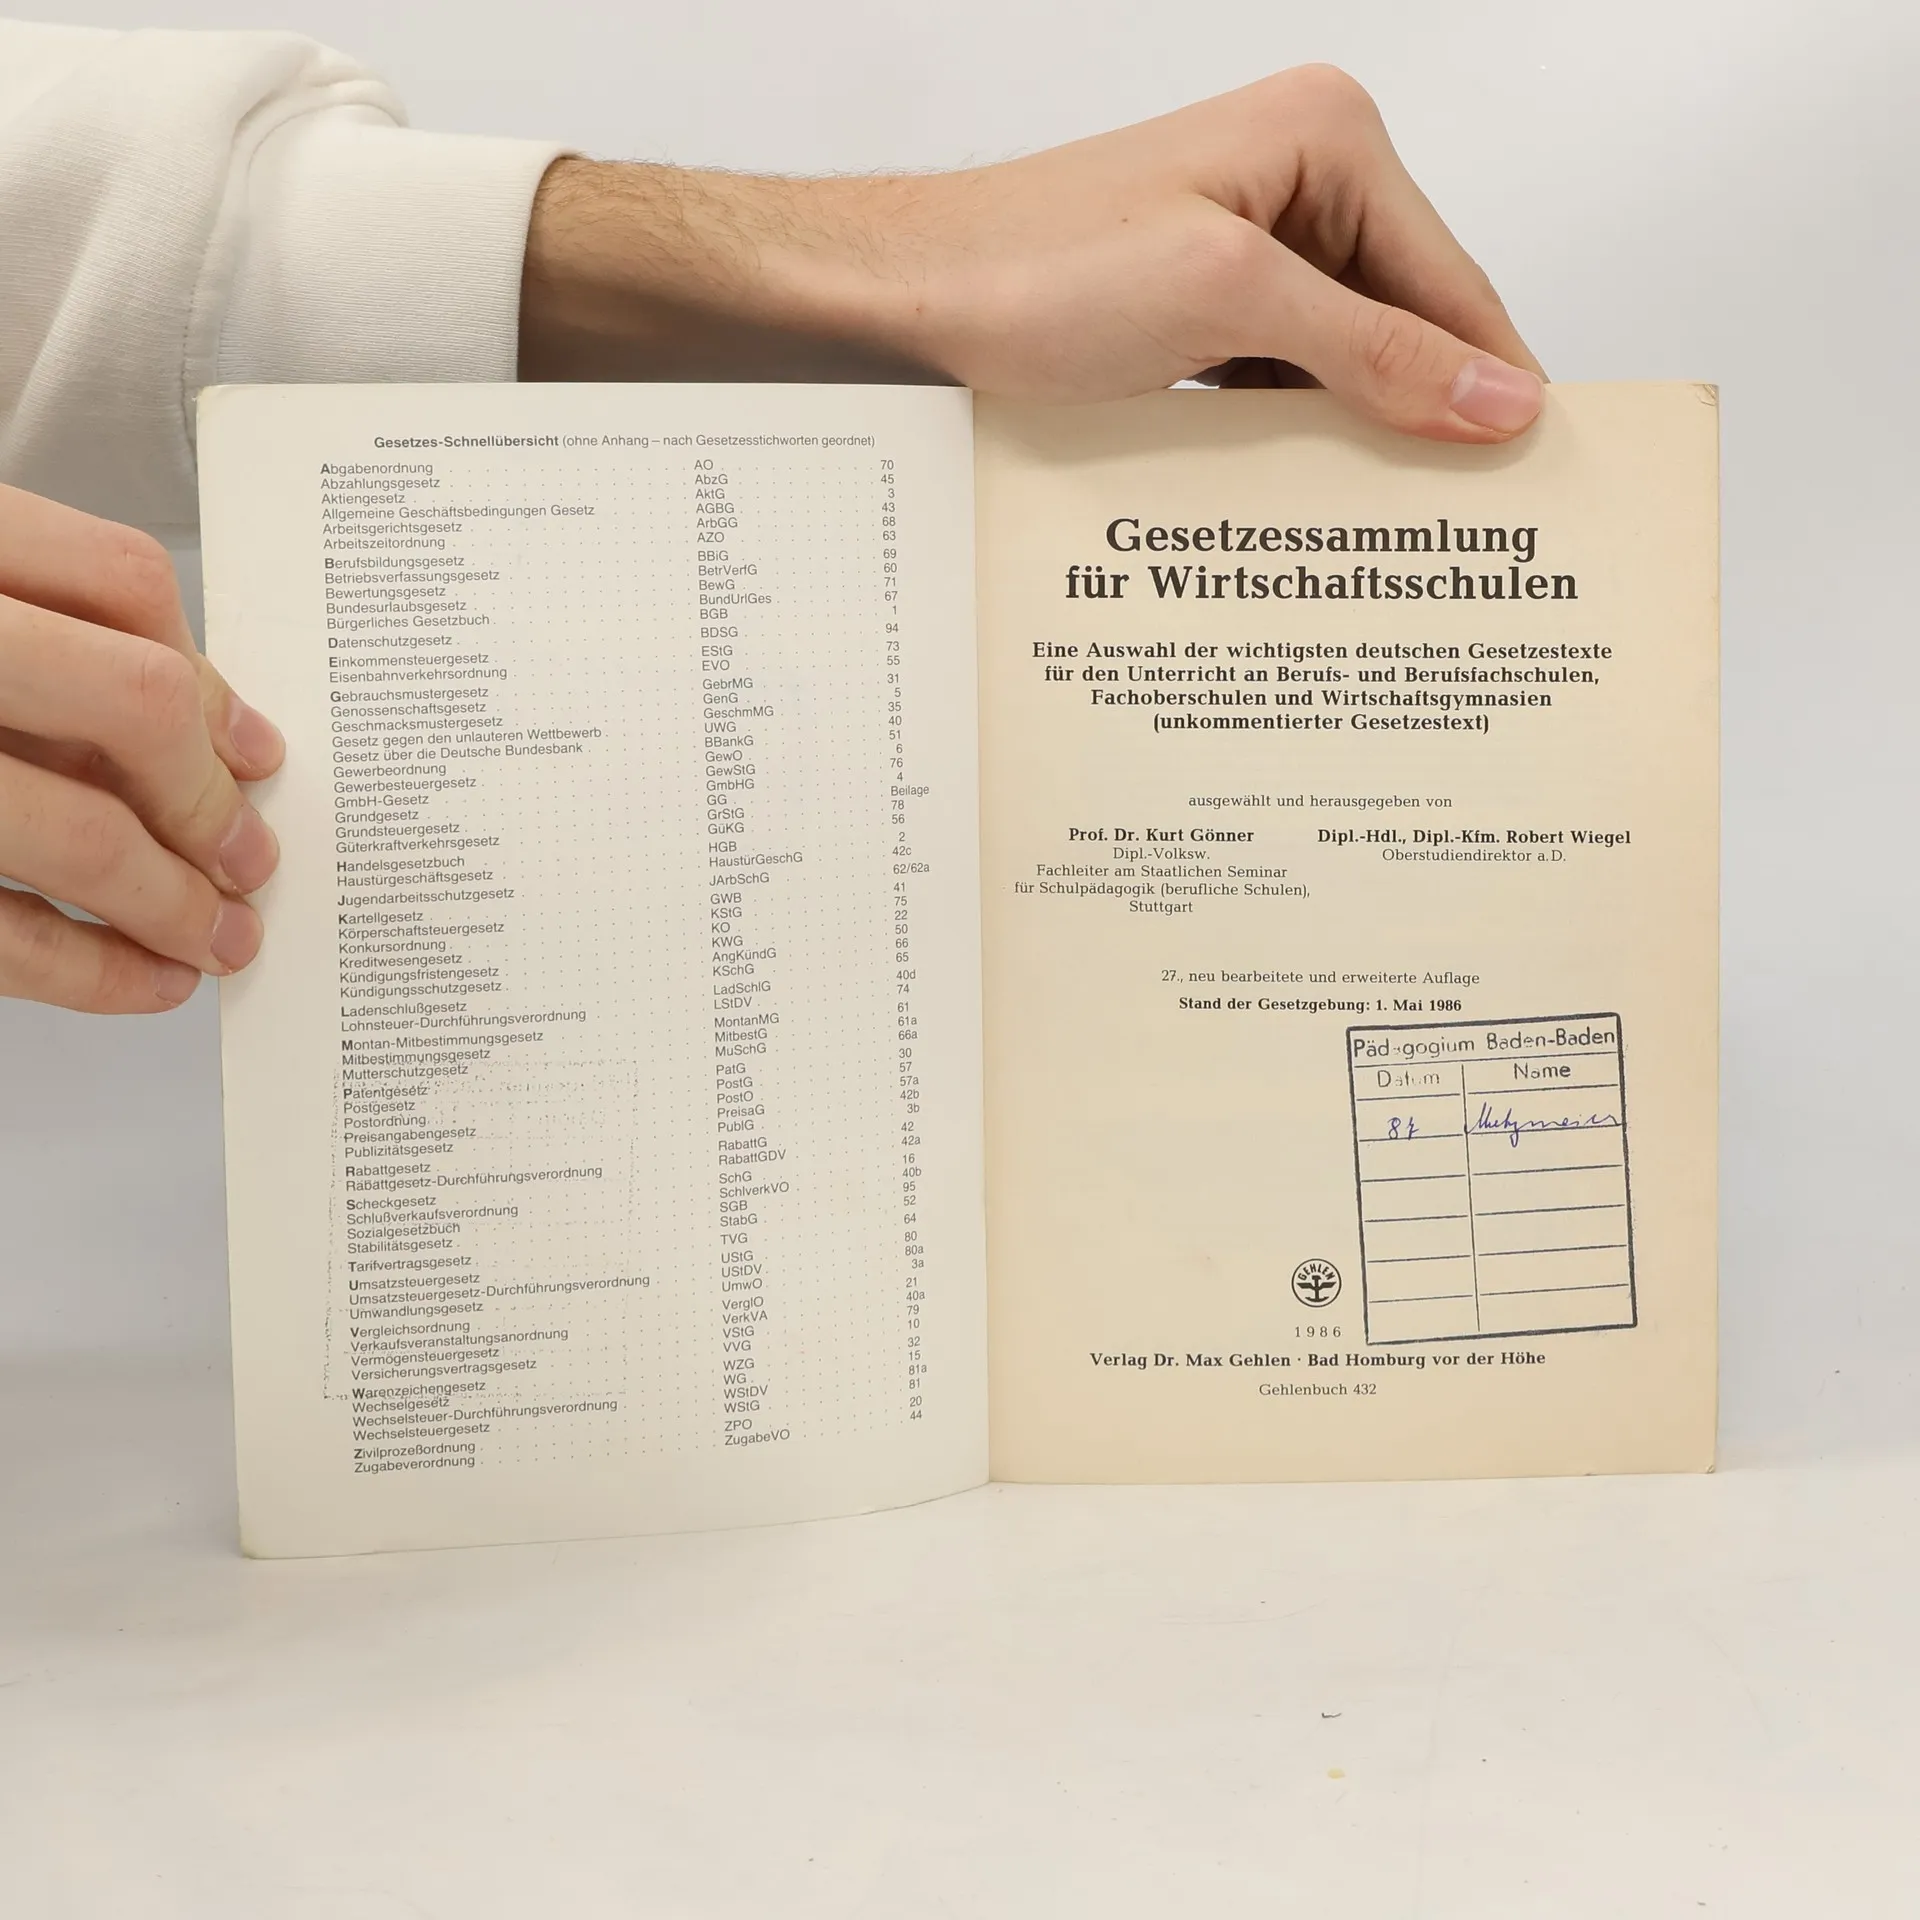 Gesetzes-Schnellübersicht (ohne Anhang – nach Gesetzesstichworten geordnet)
Abgabenordnung AO 70
Abzahlungsgesetz AbzG 45
Aktiengesetz AktG 3
Allgemeine Geschäftsbedingungen Gesetz AGBG 43
Arbeitsgerichtsgesetz ArbGG 68
Arbeitszeitordnung AZO 63
Berufsbildungsgesetz BBiG 69
Betriebsverfassungsgesetz BetrVerfG 60
Bewertungsgesetz BewG 71
Bundesurlaubsgesetz BundUrlGes 67
Bürgerliches Gesetzbuch BGB 1
Datenschutzgesetz BDSG 94
Einkommensteuergesetz EStG 73
Eisenbahnverkehrsordnung EVO 55
Gebrauchsmustergesetz GebrMG 31
Genossenschaftsgesetz GenG 5
Geschmacksmustergesetz GeschmMG 35
Gesetz gegen den unlauteren Wettbewerb UWG 40
Gesetz über die Deutsche Bundesbank BBankG 51
Gewerbeordnung GewO 6
Gewerbesteuergesetz GewStG 76
GmbH-Gesetz GmbHG 4
Grundgesetz GG Beilage
Grundsteuergesetz GrStG 78
Güterkraftverkehrsgesetz GüKG 56
Handelsgesetzbuch HGB 2
Haustürgeschäftsgesetz HaustürGeschG 42c
Jugendarbeitsschutzgesetz JArbSchG 62/62a
Kartellgesetz GWB 41
Körperschaftsteuergesetz KStG 75
Konkursordnung KO 22
Kreditwesengesetz KWG 50
Kündigungsfristengesetz AngKündG 66
Kündigungsschutzgesetz KSchG 65
Ladenschlußgesetz LadSchlG 40d
Lohnsteuer-Durchführungsverordnung LStDV 74
Montan-Mitbestimmungsgesetz MontanMG 61
Mitbestimmungsgesetz MitbestG 61a
Mutterschutzgesetz MuSchG 66a
Patentgesetz PatG 30
Postgesetz PostG 57
Postordnung PostO 57a
Preisangabengesetz PreisaG 42b
Publizitätsgesetz PublG 3b
Rabattgesetz RabattG 42
Rabattgesetz-Durchführungsverordnung RabattGDV 42a
Scheckgesetz SchG 16
Schlußverkaufsverordnung SchlverkVO 40b
Sozialgesetzbuch SGB 95
Stabilitätsgesetz StabG 52
Tarifvertragsgesetz TVG 64
Umsatzsteuergesetz UStG 80
Umsatzsteuergesetz-Durchführungsverordnung UStDV 80a
Umwandlungsgesetz UmwO 3a
Vergleichsordnung VerglO 21
Verkaufsveranstaltungsanordnung VerkVA 40a
Vermögensteuergesetz VStG 79
Versicherungsvertragsgesetz VVG 10
Warenzeichengesetz WZG 32
Wechselgesetz WG 15
Wechselsteuer-Durchführungsverordnung WStDV 81a
Wechselsteuergesetz WStG 81
Zivilprozeßordnung ZPO 20
Zugabeverordnung ZugabeVO 44
Gesetzessammlung
für Wirtschaftsschulen
Eine Auswahl der wichtigsten deutschen Gesetzestexte
für den Unterricht an Berufs- und Berufsfachschulen,
Fachoberschulen und Wirtschaftsgymnasien
(unkommentierter Gesetzestext)
ausgewählt und herausgegeben von
Prof. Dr. Kurt Gönner
Dipl.-Volksw.
Fachleiter am Staatlichen Seminar
für Schulpädagogik (berufliche Schulen),
Stuttgart
Dipl.-Hdl., Dipl.-Kfm. Robert Wiegel
Oberstudiendirektor a.D.
27., neu bearbeitete und erweiterte Auflage
Stand der Gesetzgebung: 1. Mai 1986
Pädagogium Baden-Baden
Datum Name
87
GEHLEN
1986
Verlag Dr. Max Gehlen · Bad Homburg vor der Höhe
Gehlenbuch 432